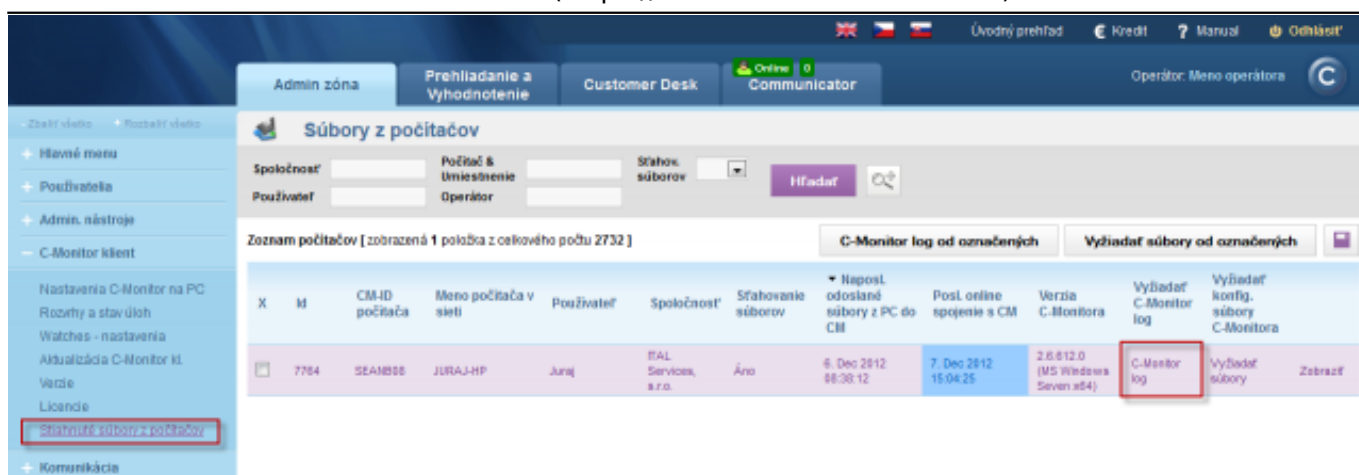 Úvodný prehľad Kredit ? Manual Odhlásiť
Admin zóna
Prehliadanie a Vyhodnotenie
Customer Desk
Online 0
Communicator
Operátor: Meno operátora
Zbaliť všetko Rozbaliť všetko
Hlavné menu
Používatelia
Admin. nástroje
C-Monitor klient
Nastavenia C-Monitor na PC
Rozvrhy a stav úloh
Watches - nastavenia
Aktualizácia C-Monitor kl.
Verzie
Licencie
Stiahnuté súbory z počítačov
Komunikácia
Súbory z počítačov
Spoločnosť
Počítač & Umiestnenie
Sťahov. súborov
Používateľ
Operátor
Hľadať
Zoznam počítačov [ zobrazená 1 položka z celkového počtu 2732 ]
C-Monitor log od označených
Vyžiadať súbory od označených
X
Id
CM-ID počítača
Meno počítača v sieti
Používateľ
Spoločnosť
Sťahovanie súborov
Naposl. odoslané súbory z PC do CM
Posl. online spojenie s CM
Verzia C-Monitora
Vyžiadať C-Monitor log
Vyžiadať konfig. súbory C-Monitora
7764
JURAJ-HP
Juraj
Services, s.r.o.
Áno
6. Dec 2012 08:38:12
7. Dec 2012 15:04:25
2.6.612.0 (MS Windows Seven x64)
C-Monitor log
Vyžiadať súbory
Zobraziť